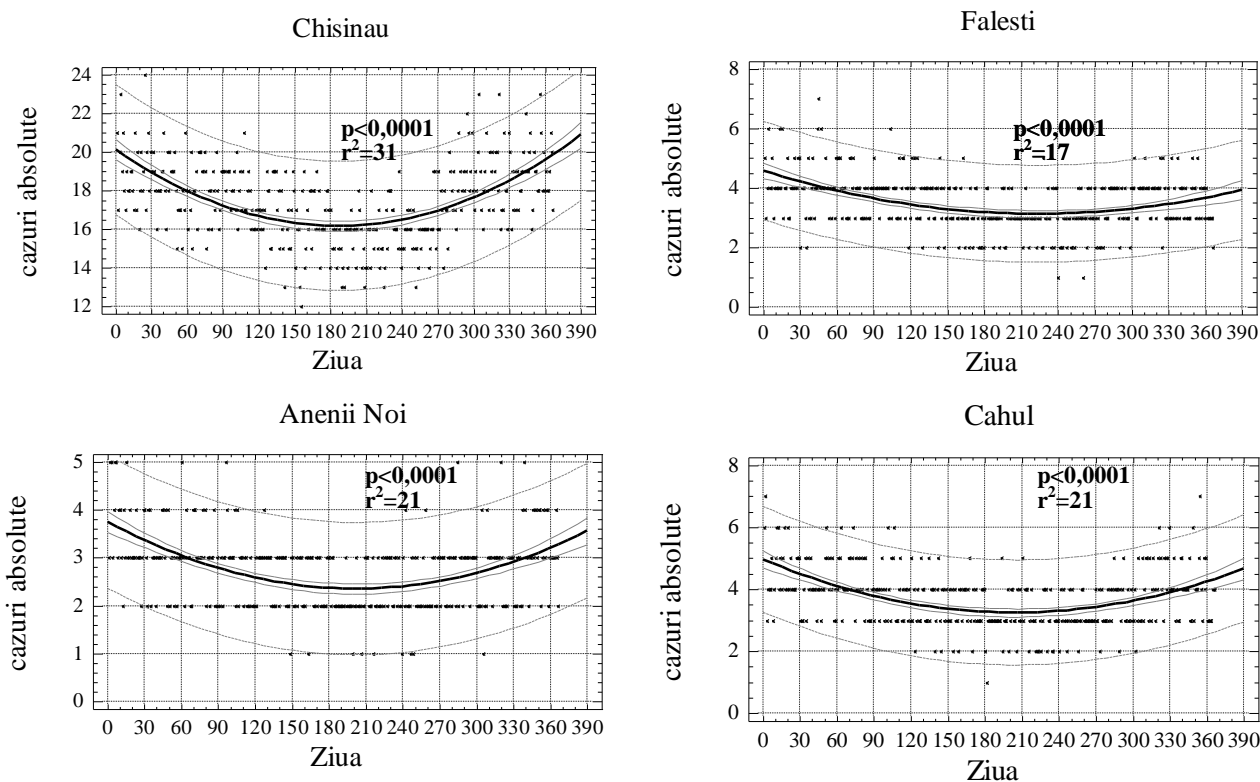 Chisinau
24
22
20
18
16
14
12
cazuri absolute
p<0,0001
r²=31
0 30 60 90 120 150 180 210 240 270 300 330 360 390
Ziua
Falesti
8
6
4
2
0
cazuri absolute
p<0,0001
r²=17
0 30 60 90 120 150 180 210 240 270 300 330 360 390
Ziua
Anenii Noi
5
4
3
2
1
0
cazuri absolute
p<0,0001
r²=21
0 30 60 90 120 150 180 210 240 270 300 330 360 390
Ziua
Cahul
8
6
4
2
0
cazuri absolute
p<0,0001
r²=21
0 30 60 90 120 150 180 210 240 270 300 330 360 390
Ziua